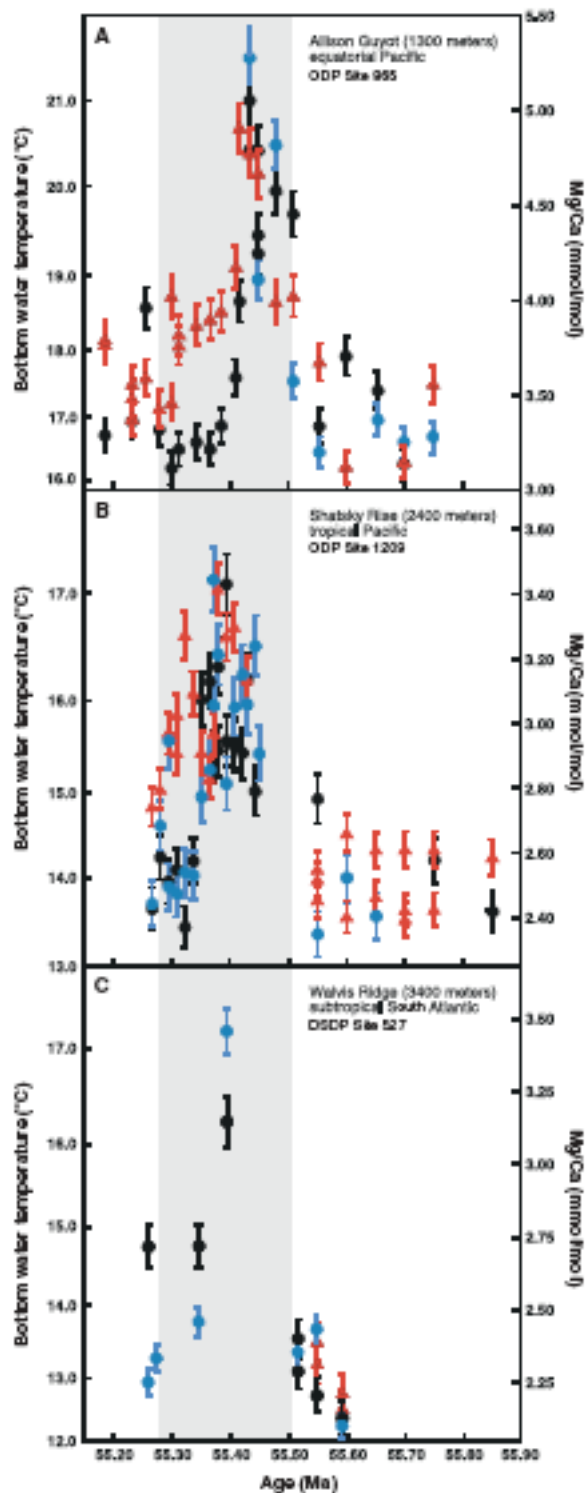 A
Allison Guyot (1300 meters)
equatorial Pacific
ODP Site 865
Bottom water temperature (°C)
21.0
20.0
19.0
18.0
17.0
16.0
5.50
5.00
4.50
4.00
3.50
3.00
Mg/Ca (mmol/mol)
B
Shatsky Rise (2400 meters)
tropical Pacific
ODP Site 1209
Bottom water temperature (°C)
17.0
16.0
15.0
14.0
13.0
3.60
3.40
3.20
3.00
2.80
2.60
2.40
Mg/Ca (mmol/mol)
C
Walvis Ridge (3400 meters)
subtropical South Atlantic
DSDP Site 527
Bottom water temperature (°C)
17.0
16.0
15.0
14.0
13.0
12.0
3.50
3.25
3.00
2.75
2.50
2.25
Mg/Ca (mmol/mol)
55.20 55.30 55.40 55.50 55.60 55.70 55.80 55.90
Age (Ma)